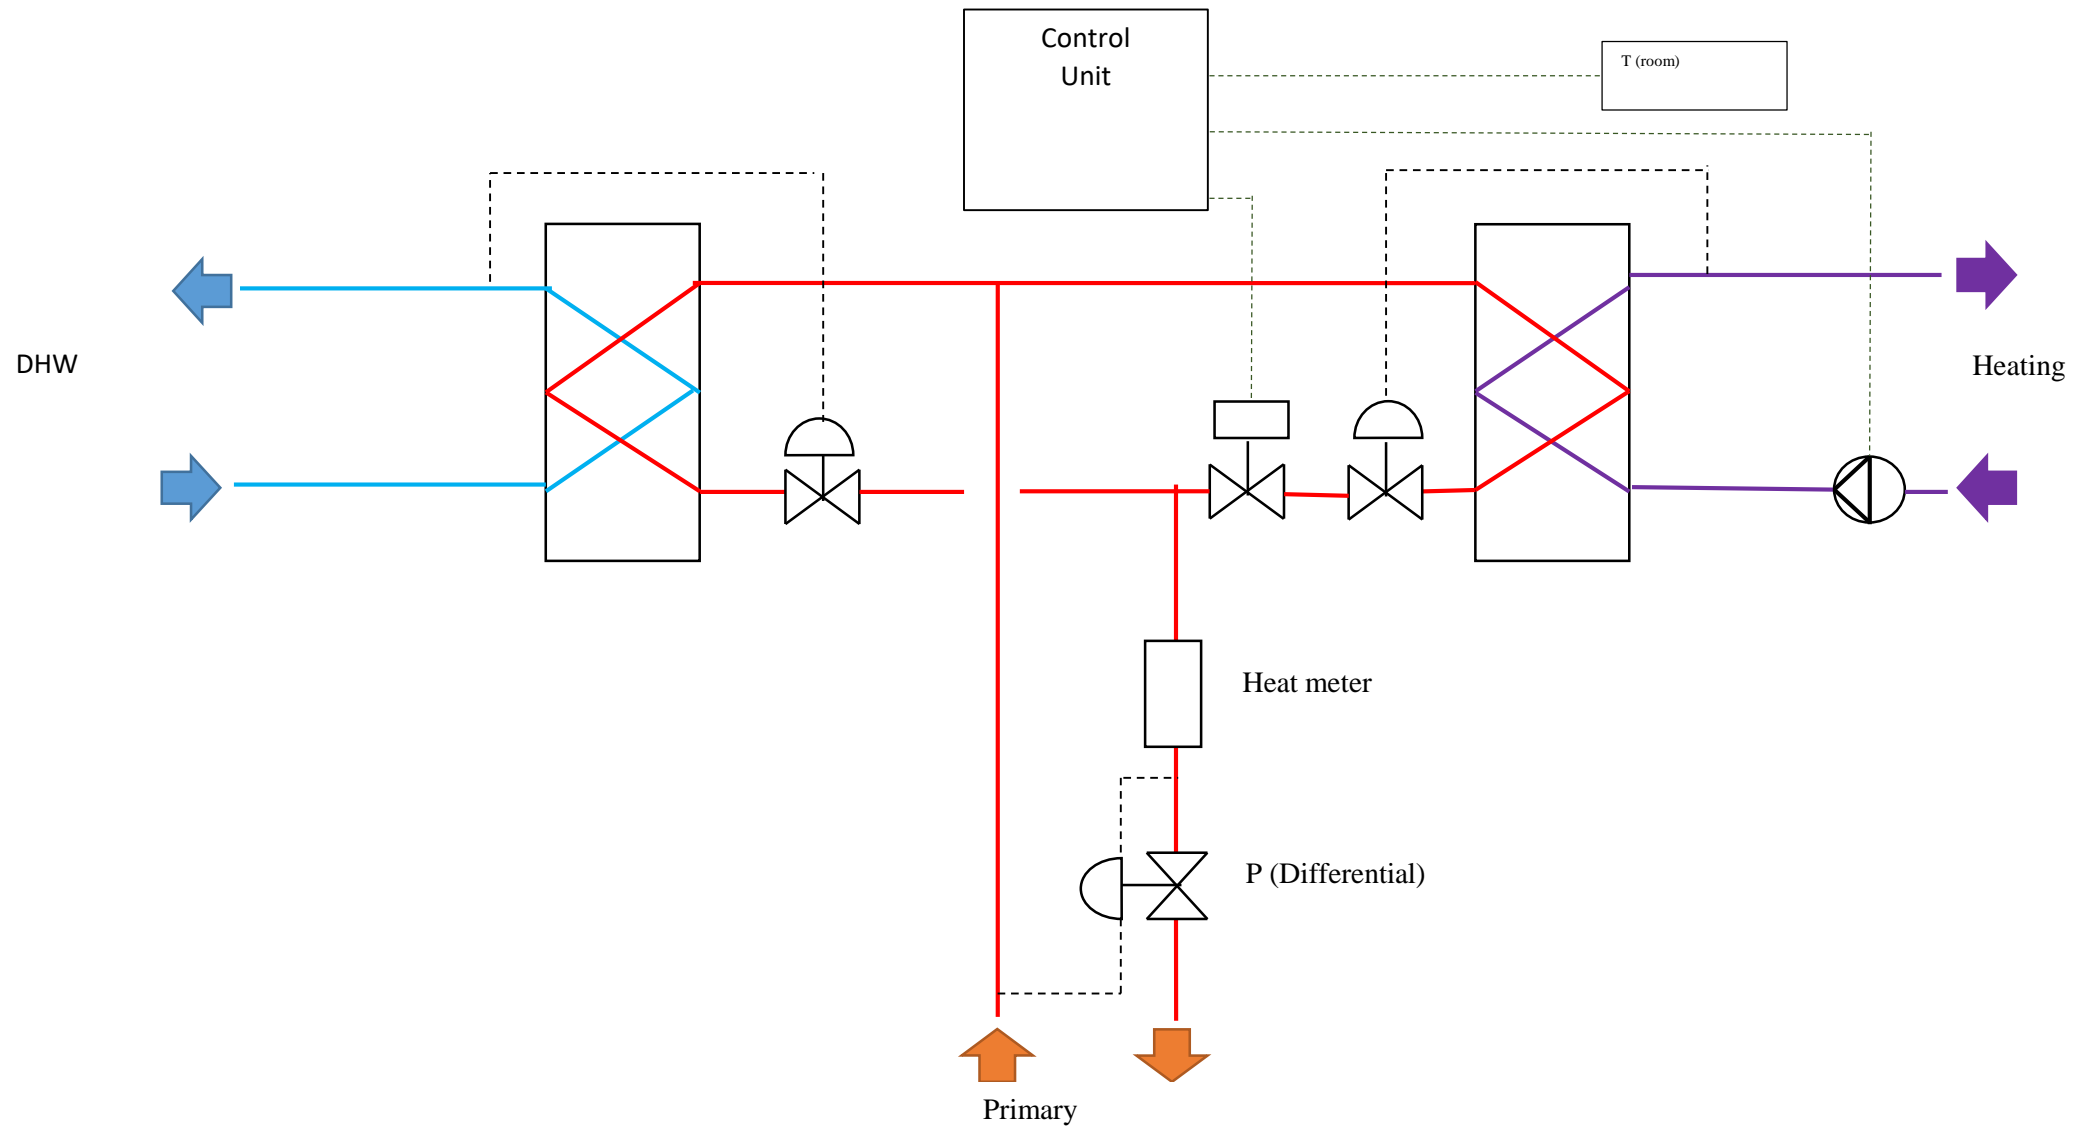 Control
Unit
T (room)
DHW
Heating
Heat meter
P (Differential)
Primary